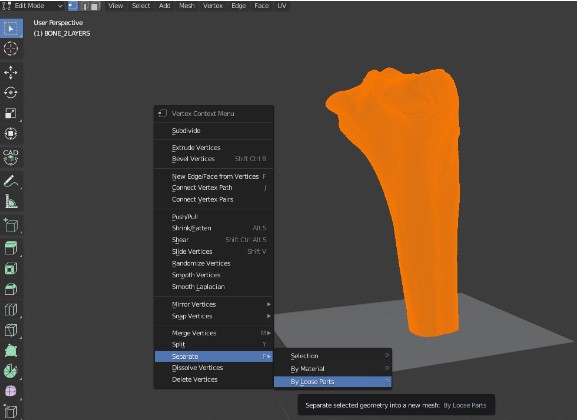 Edit Mode View Select Add Mesh Vertex Edge Face UV
User Perspective
(1) BONE_2LAYERS
CAD
Vertex Context Menu
Subdivide
Extrude Vertices
Bevel Vertices Shift Ctrl B
New Edge/Face from Vertices F
Connect Vertex Path J
Connect Vertex Pairs
Push/Pull
Shrink/Fatten Alt S
Shear Shift Ctrl Alt S
Slide Vertices Shift V
Randomize Vertices
Smooth Vertices
Smooth Laplacian
Mirror Vertices
Snap Vertices
Merge Vertices M
Split Y
Separate P
Dissolve Vertices
Delete Vertices
Selection P
By Material P
By Loose Parts
Separate selected geometry into a new mesh: By Loose Parts